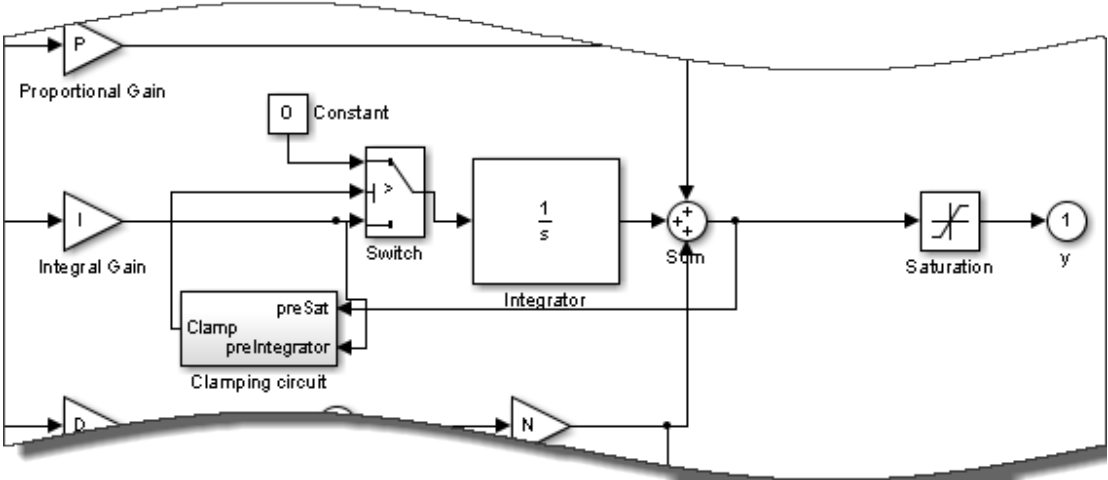 P
Proportional Gain
0
Constant
>
I
Integral Gain
Switch
1
s
Integrator
+
+
+
Sum
Saturation
1
y
preSat
Clamp
preIntegrator
Clamping circuit
D
N